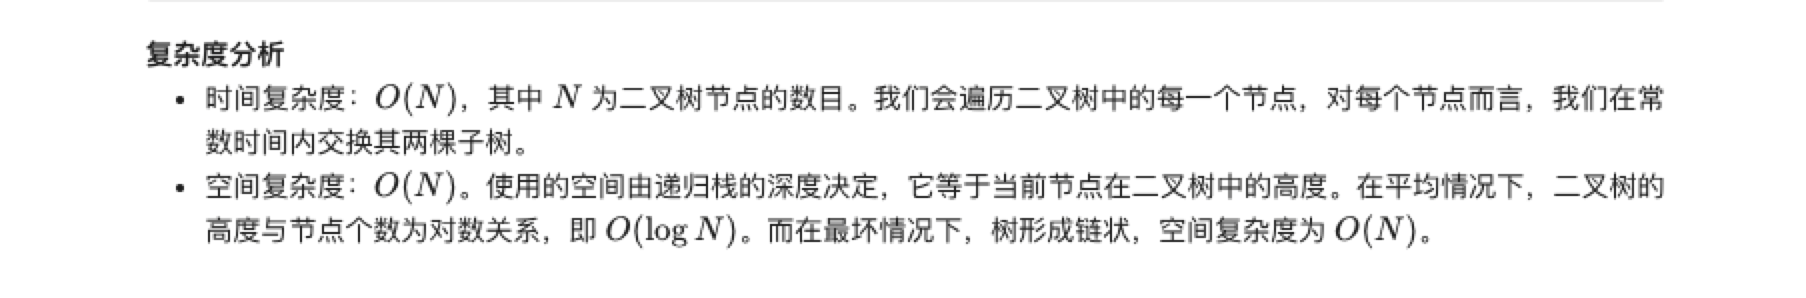 复杂度分析
• 时间复杂度：O(N)，其中 N 为二叉树节点的数目。我们会遍历二叉树中的每一个节点，对每个节点而言，我们在常
数时间内交换其两棵子树。
• 空间复杂度：O(N)。使用的空间由递归栈的深度决定，它等于当前节点在二叉树中的高度。在平均情况下，二叉树的
高度与节点个数为对数关系，即 O(log N)。而在最坏情况下，树形成链状，空间复杂度为 O(N)。